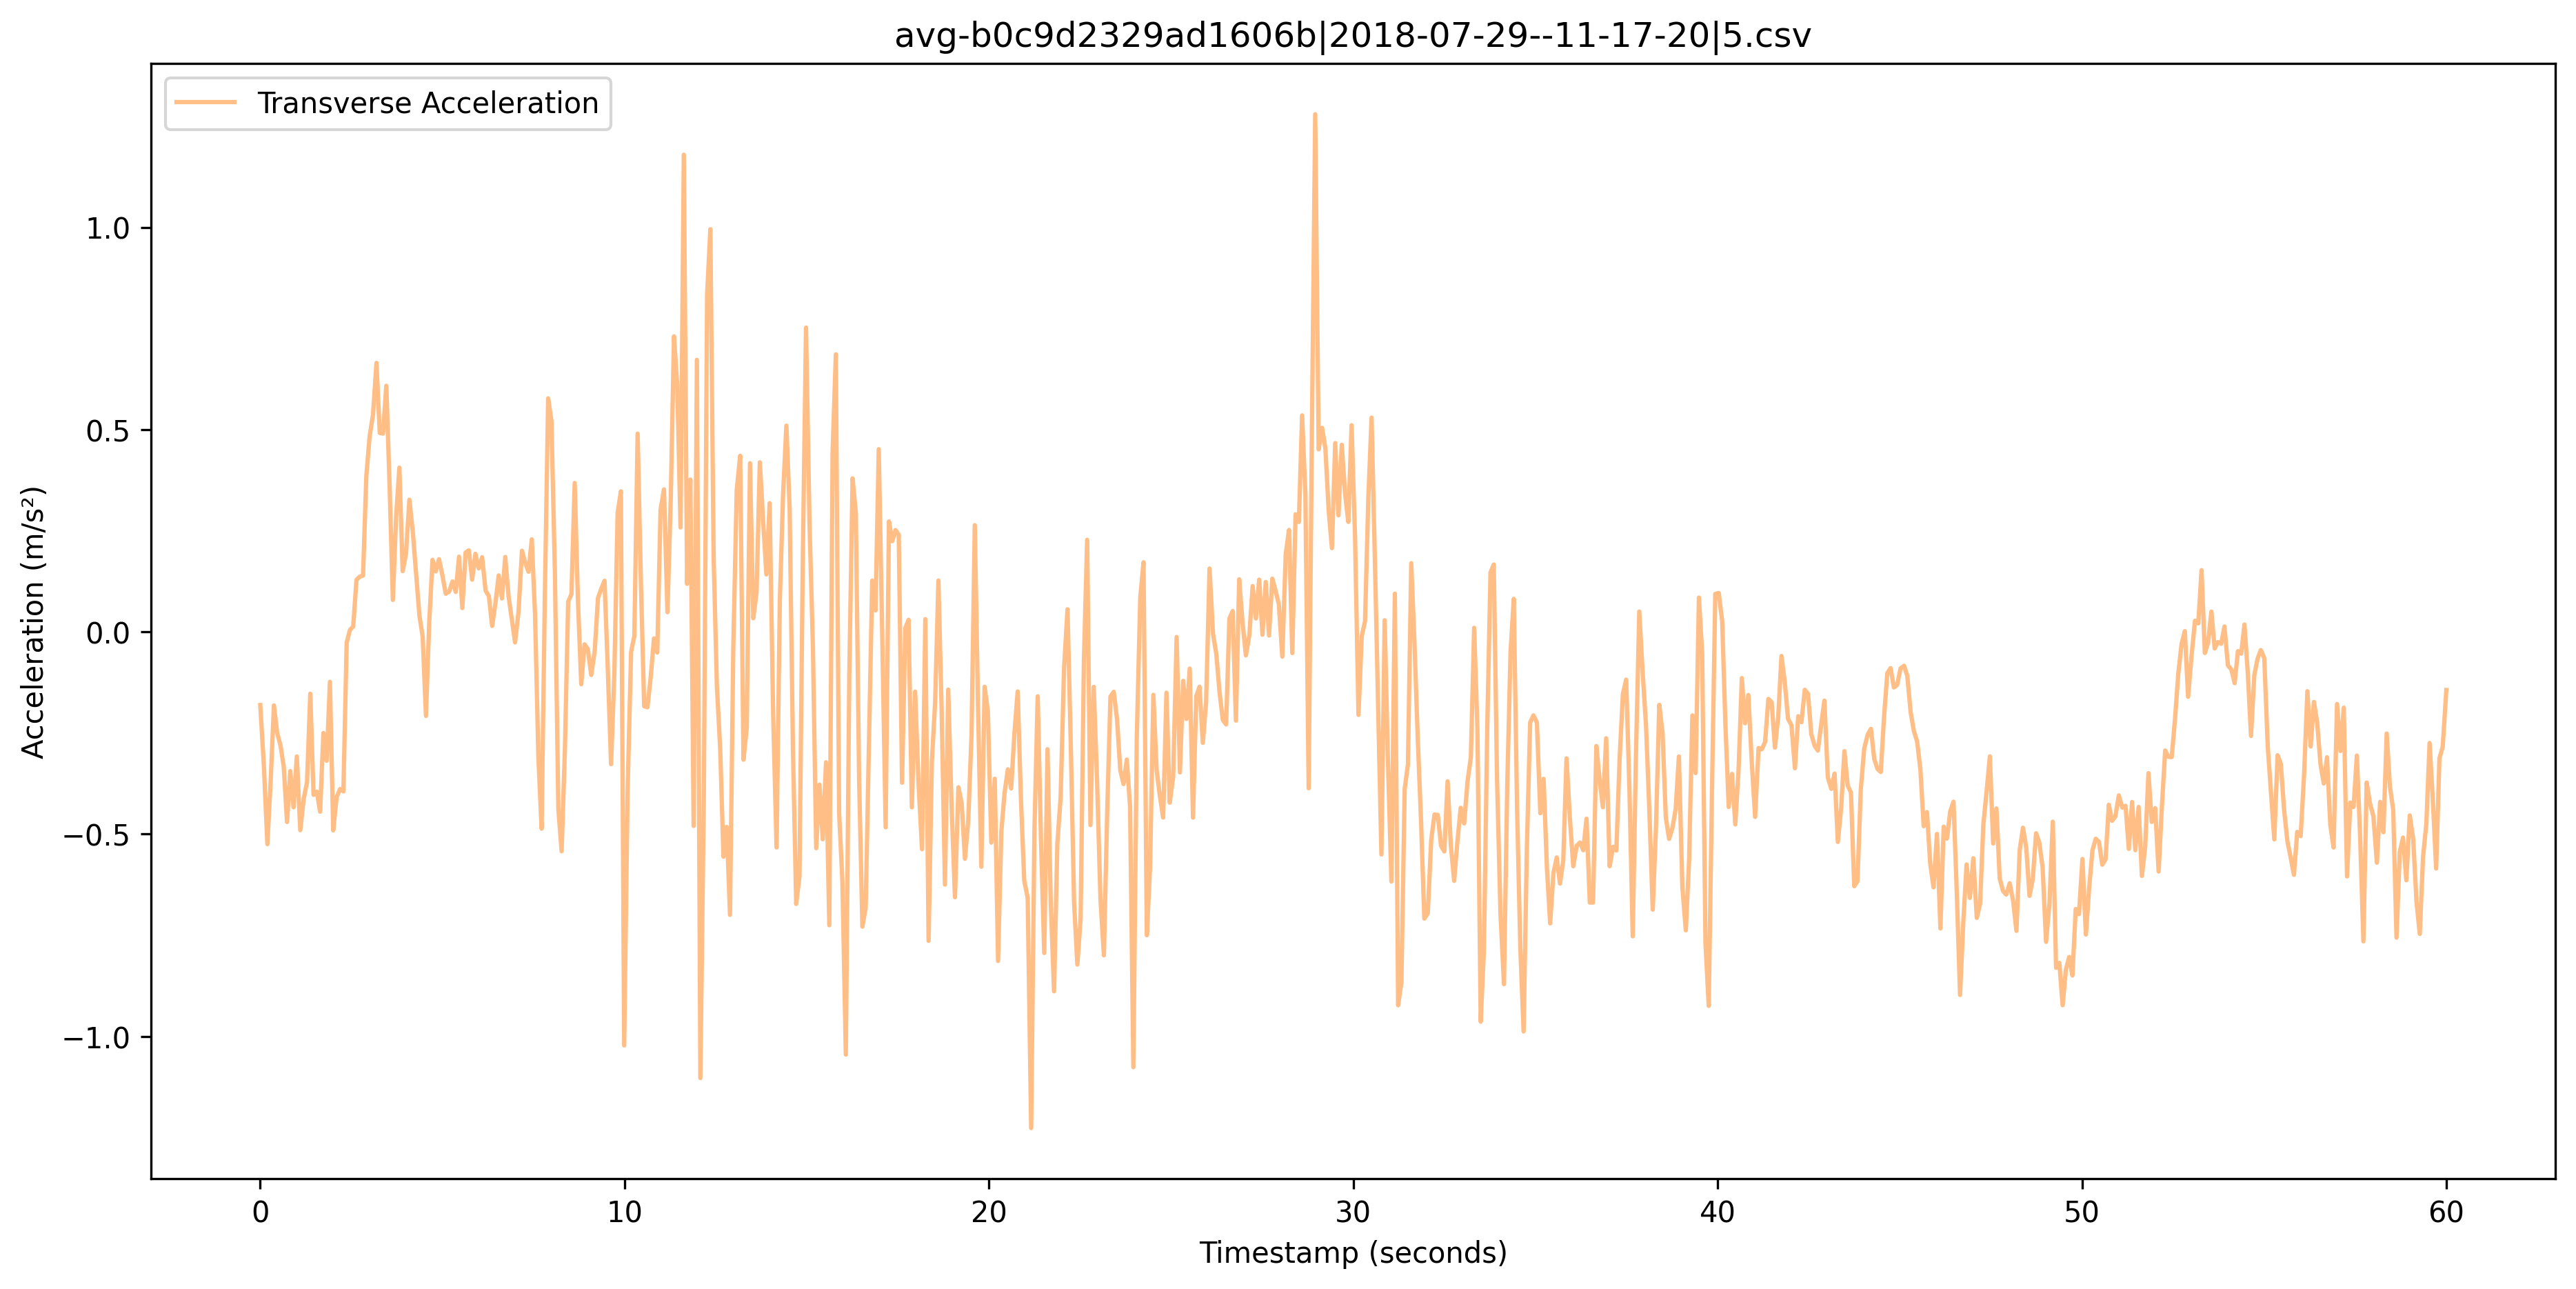 avg-b0c9d2329ad1606b|2018-07-29--11-17-20|5.csv
Transverse Acceleration
Acceleration (m/s²)
1.0
0.5
0.0
−0.5
−1.0
0 10 20 30 40 50 60
Timestamp (seconds)